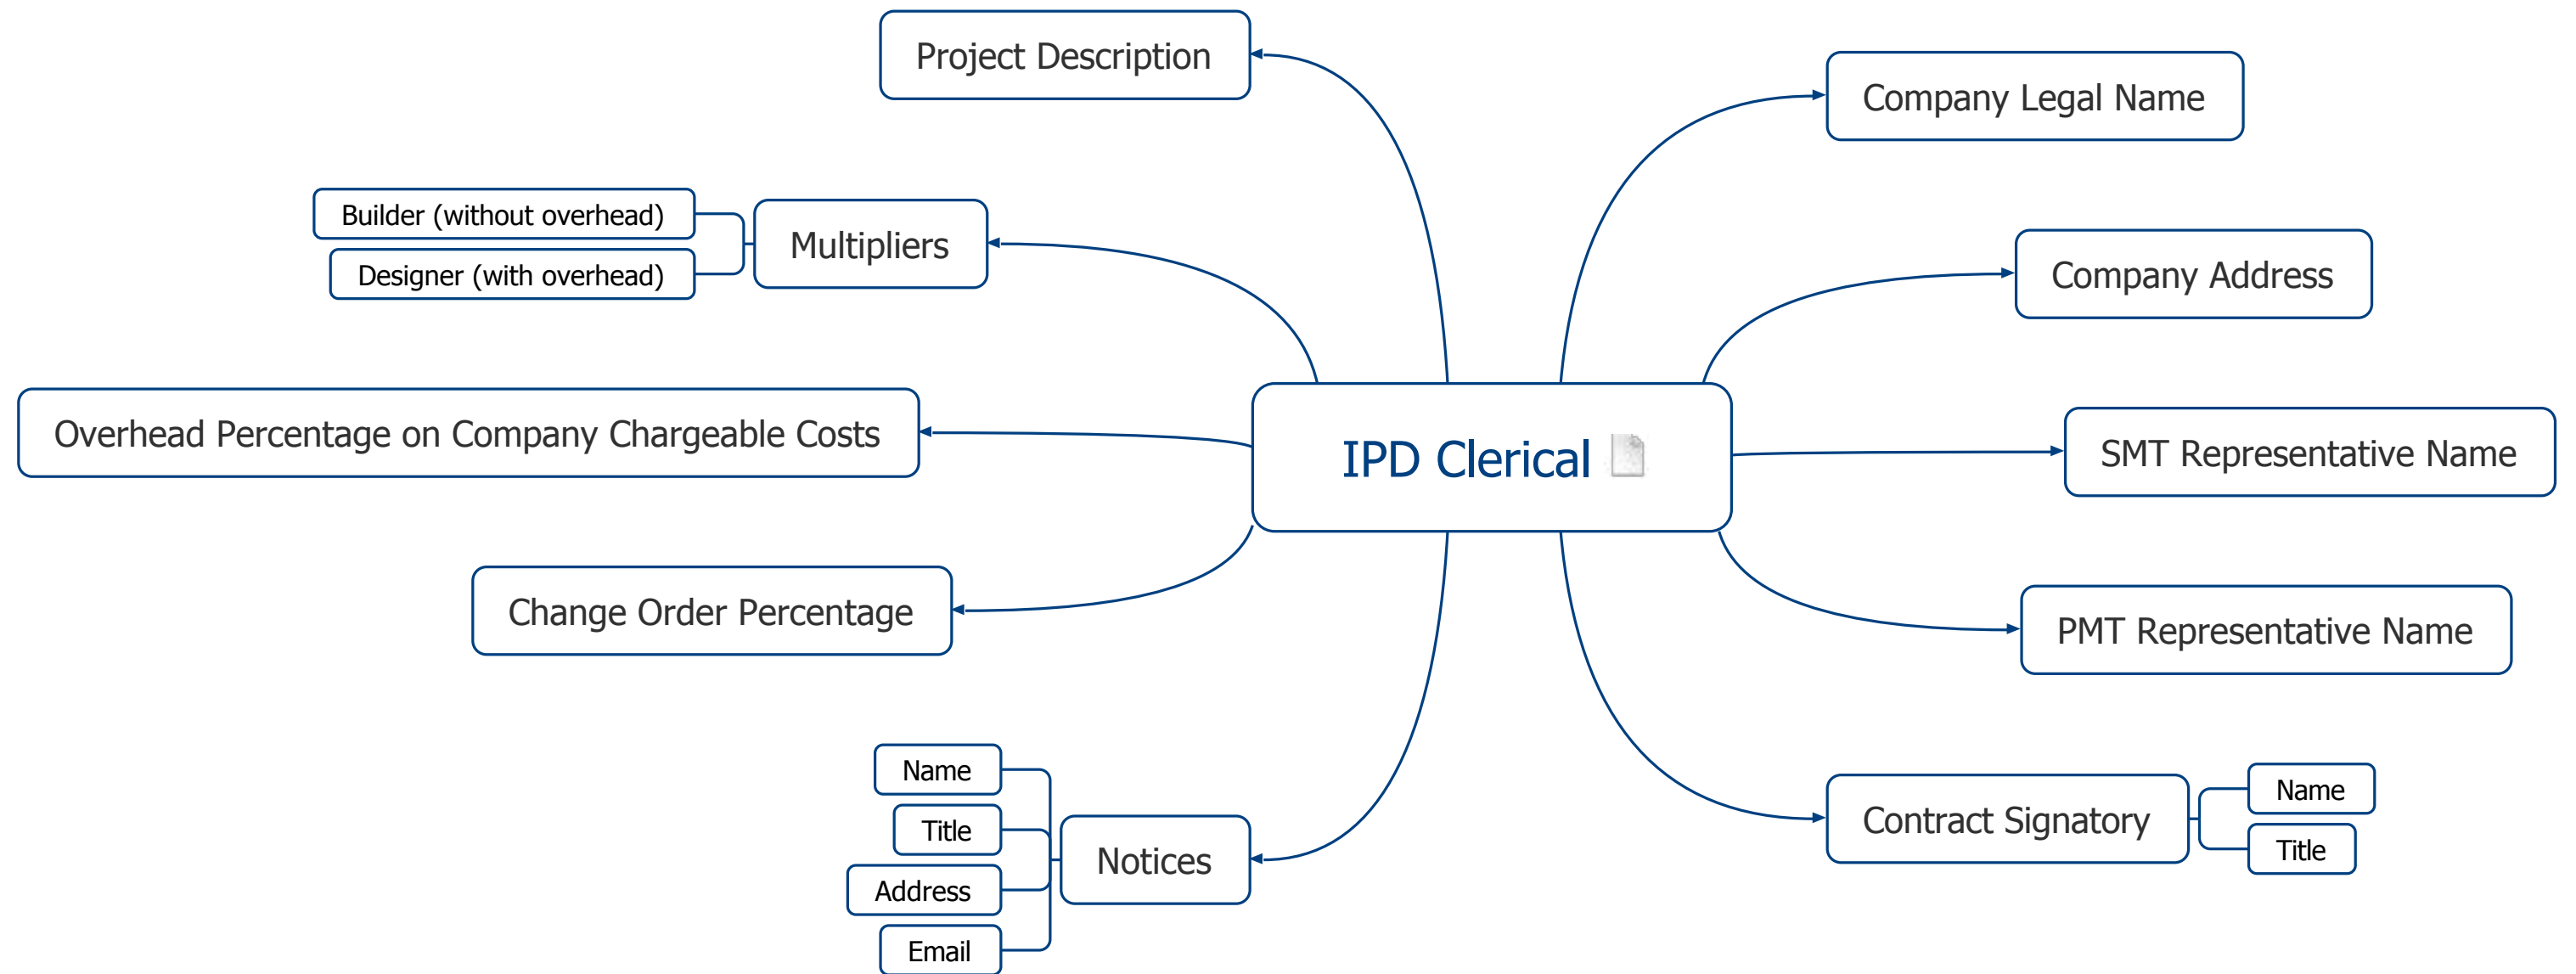 Project Description
Company Legal Name
Builder (without overhead)
Designer (with overhead)
Multipliers
Company Address
Overhead Percentage on Company Chargeable Costs
IPD Clerical
SMT Representative Name
Change Order Percentage
PMT Representative Name
Name
Title
Address
Email
Notices
Contract Signatory
Name
Title